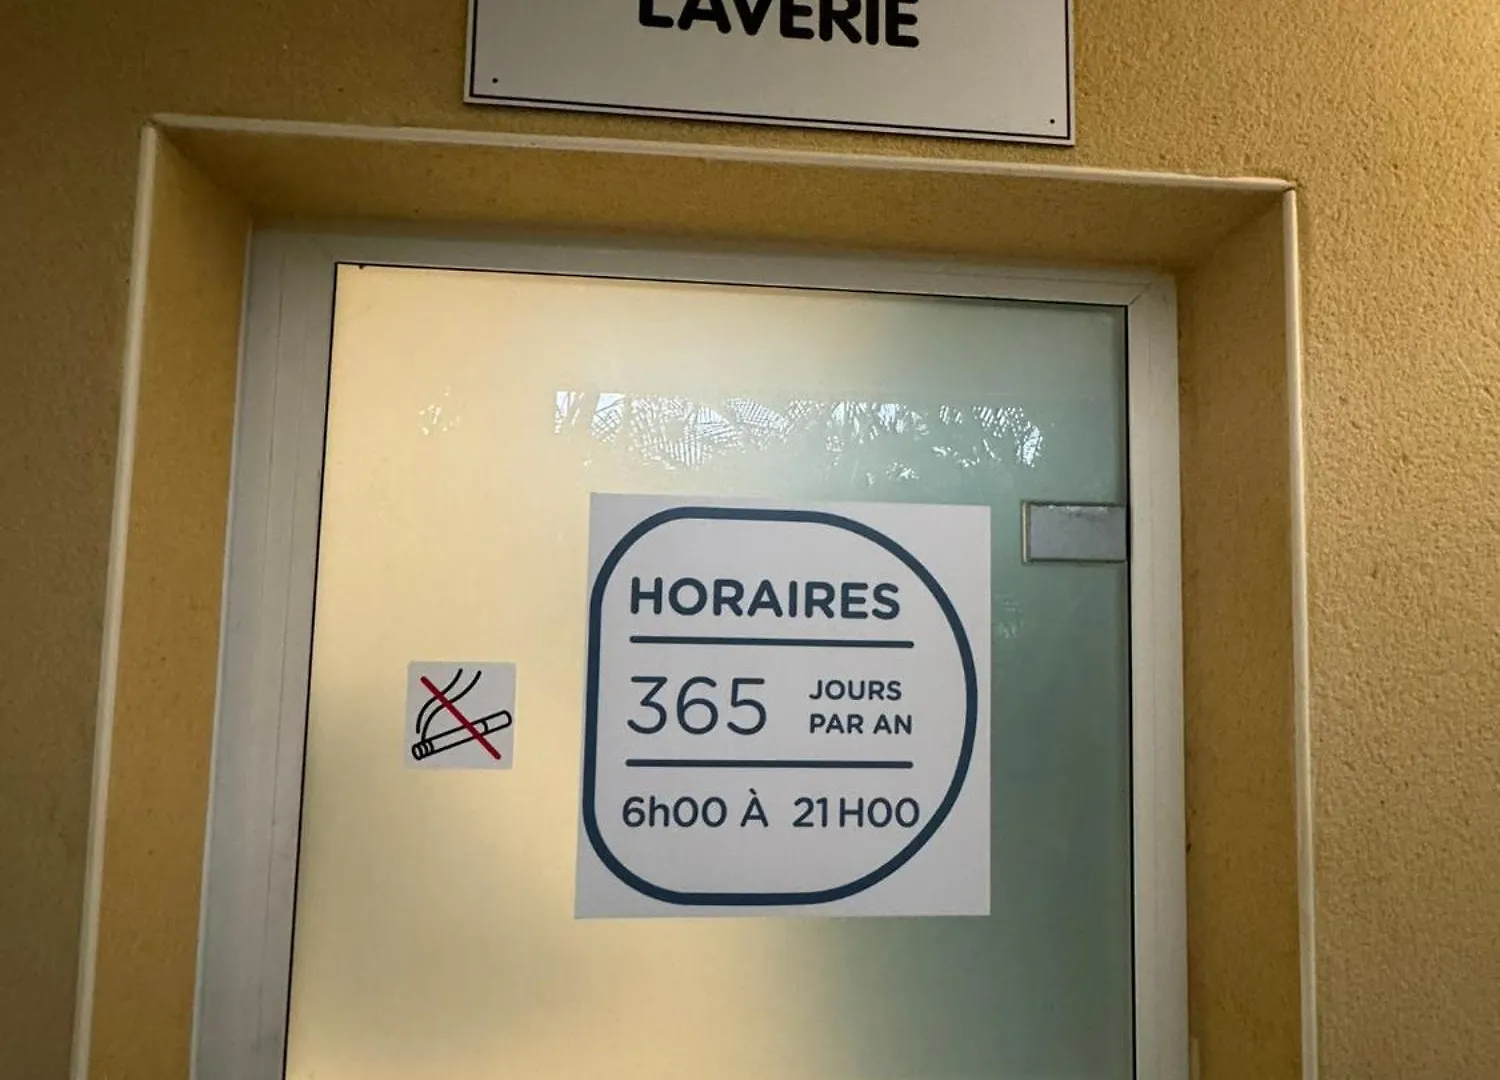 LAVERIE
HORAIRES
365
JOURS
PAR AN
6h00 À 21H00